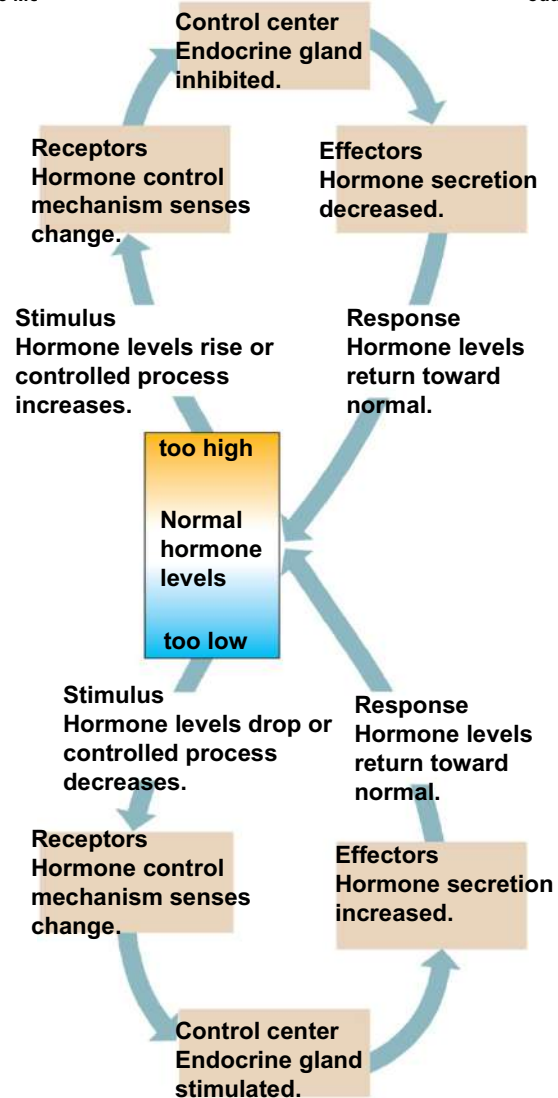 Control center
Endocrine gland
inhibited.
Receptors
Hormone control
mechanism senses
change.
Effectors
Hormone secretion
decreased.
Stimulus
Hormone levels rise or
controlled process
increases.
Response
Hormone levels
return toward
normal.
too high
Normal
hormone
levels
too low
Stimulus
Hormone levels drop or
controlled process
decreases.
Response
Hormone levels
return toward
normal.
Receptors
Hormone control
mechanism senses
change.
Effectors
Hormone secretion
increased.
Control center
Endocrine gland
stimulated.